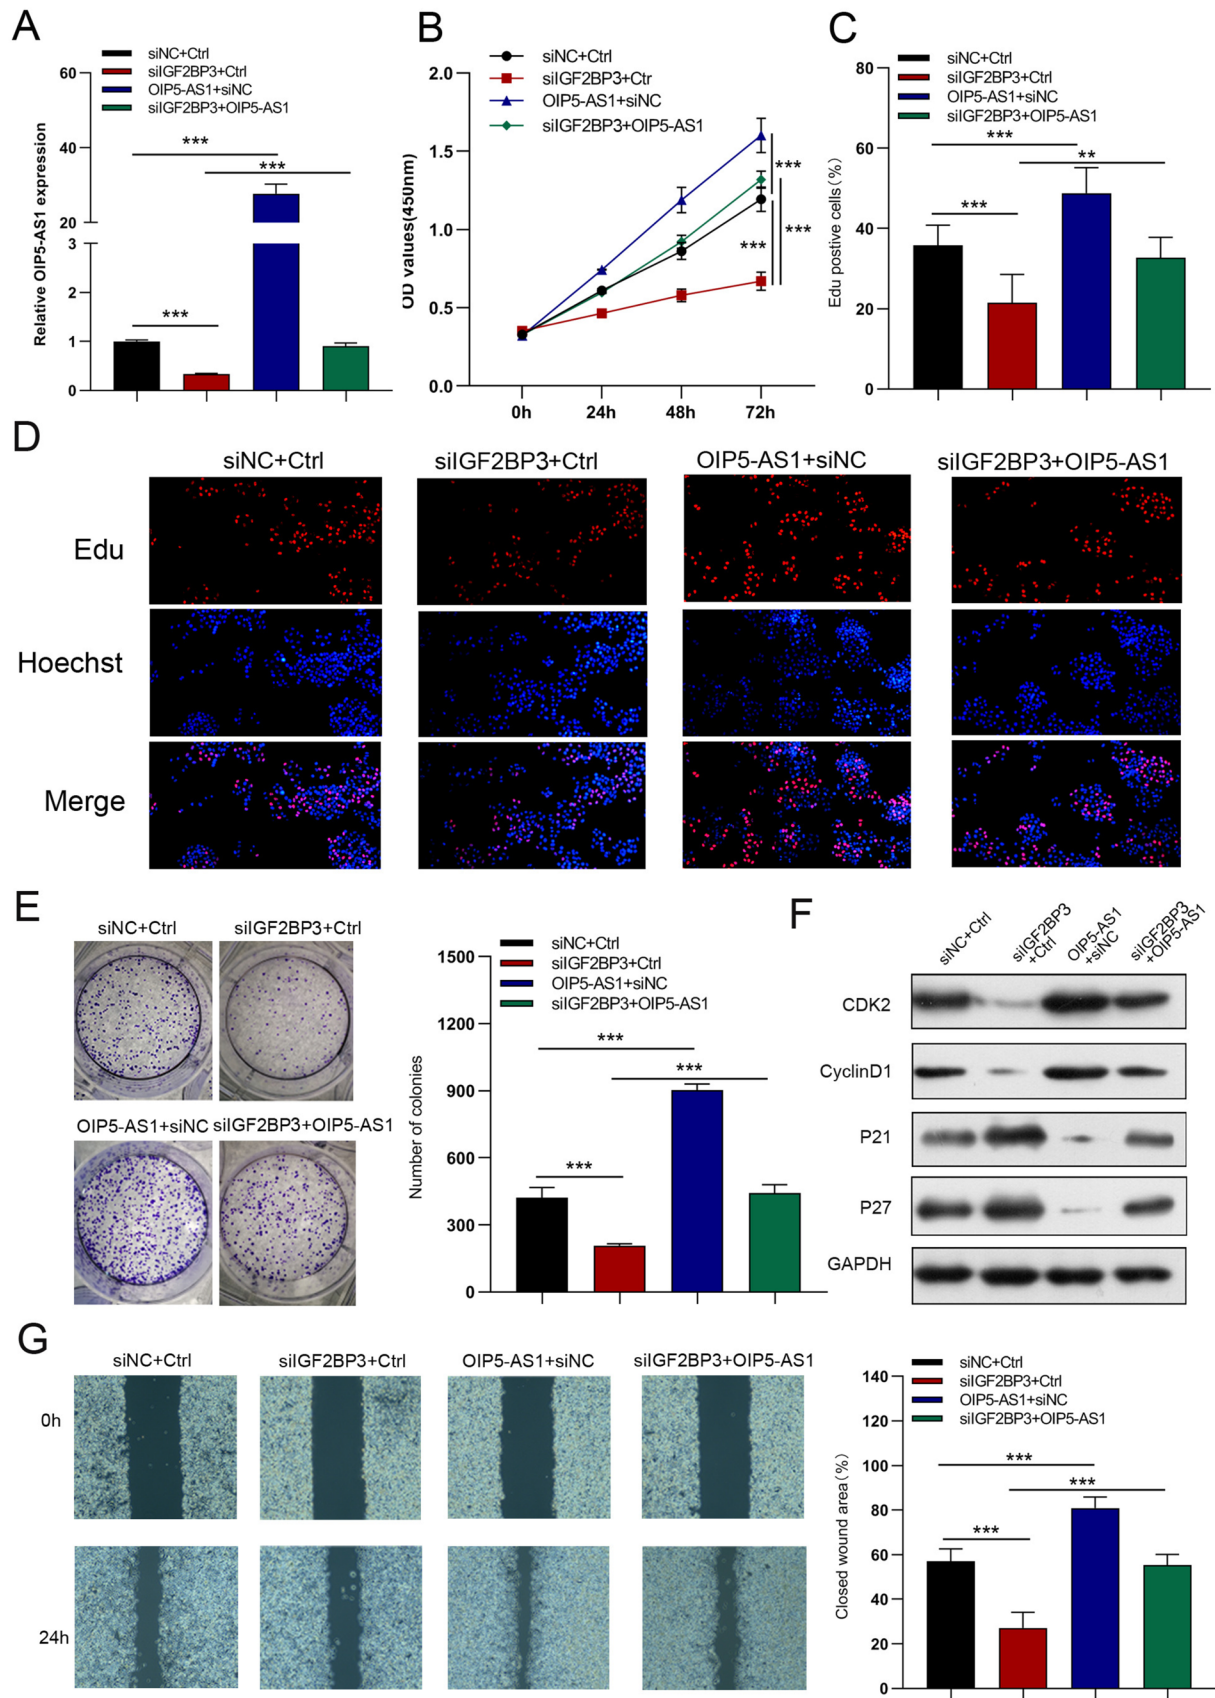 A
siNC+Ctrl
siIGF2BP3+Ctrl
OIP5-AS1+siNC
siIGF2BP3+OIP5-AS1
Relative OIP5-AS1 expression
60
40
20
3
2
1
0
***
***
***
B
siNC+Ctrl
siIGF2BP3+Ctr
OIP5-AS1+siNC
siIGF2BP3+OIP5-AS1
OD values(450nm)
2.0
1.5
1.0
0.5
0.0
0h 24h 48h 72h
***
***
***
C
siNC+Ctrl
siIGF2BP3+Ctrl
OIP5-AS1+siNC
siIGF2BP3+OIP5-AS1
Edu postive cells(%)
80
60
40
20
0
***
**
***
D
siNC+Ctrl siIGF2BP3+Ctrl OIP5-AS1+siNC siIGF2BP3+OIP5-AS1
Edu
Hoechst
Merge
E
siNC+Ctrl siIGF2BP3+Ctrl
OIP5-AS1+siNC siIGF2BP3+OIP5-AS1
siNC+Ctrl
siIGF2BP3+Ctrl
OIP5-AS1+siNC
siIGF2BP3+OIP5-AS1
Number of colonies
1500
1200
900
600
300
0
***
***
***
F
siNC+Ctrl
siIGF2BP3
+Ctrl
OIP5-AS1
+siNC
siIGF2BP3
+OIP5-AS1
CDK2
CyclinD1
P21
P27
GAPDH
G
siNC+Ctrl siIGF2BP3+Ctrl OIP5-AS1+siNC siIGF2BP3+OIP5-AS1
0h
24h
siNC+Ctrl
siIGF2BP3+Ctrl
OIP5-AS1+siNC
siIGF2BP3+OIP5-AS1
Closed wound area(%)
140
120
100
80
60
40
20
0
***
***
***